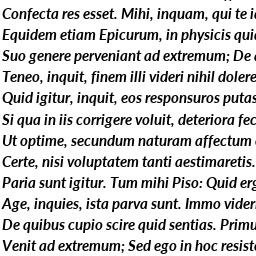 Confecta res esset. Mihi, inquam, qui te i
Equidem etiam Epicurum, in physicis qui
Suo genere perveniant ad extremum; De
Teneo, inquit, finem illi videri nihil dolere
Quid igitur, inquit, eos responsuros putas
Si qua in iis corrigere voluit, deteriora fec
Ut optime, secundum naturam affectum
Certe, nisi voluptatem tanti aestimaretis.
Paria sunt igitur. Tum mihi Piso: Quid erg
Age, inquies, ista parva sunt. Immo vider
De quibus cupio scire quid sentias. Primu
Venit ad extremum; Sed ego in hoc resist